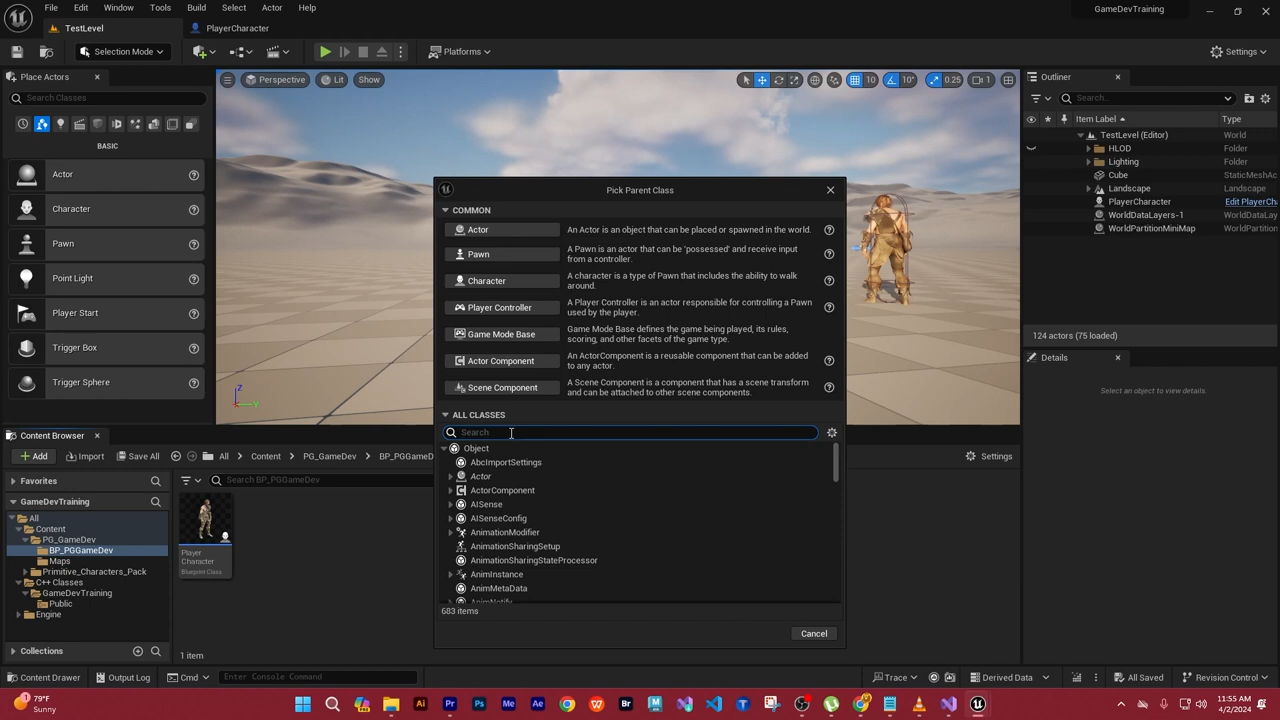 File Edit Window Tools Build Select Actor Help
GameDevTraining
TestLevel
PlayerCharacter
Selection Mode
Platforms
Settings
Place Actors
Search Classes
BASIC
Actor
Character
Pawn
Point Light
Player Start
Trigger Box
Trigger Sphere
Perspective Lit Show
10 10° 0.25 1
Outliner
Search...
Item Label Type
TestLevel (Editor) World
HLOD Folder
Lighting Folder
Cube StaticMeshAc
Landscape Landscape
PlayerCharacter Edit PlayerCha
WorldDataLayers-1 WorldDataLay
WorldPartitionMiniMap WorldPartition
124 actors (75 loaded)
Details
Select an object to view details.
Pick Parent Class
COMMON
Actor An Actor is an object that can be placed or spawned in the world.
Pawn A Pawn is an actor that can be 'possessed' and receive input
from a controller.
Character A character is a type of Pawn that includes the ability to walk
around.
Player Controller A Player Controller is an actor responsible for controlling a Pawn
used by the player.
Game Mode Base Game Mode Base defines the game being played, its rules,
scoring, and other facets of the game type.
Actor Component An ActorComponent is a reusable component that can be added
to any actor.
Scene Component A Scene Component is a component that has a scene transform
and can be attached to other scene components.
ALL CLASSES
Search
Object
AbcImportSettings
Actor
ActorComponent
AISense
AISenseConfig
AnimationModifier
AnimationSharingSetup
AnimationSharingStateProcessor
AnimInstance
AnimMetaData
AnimNotify
683 items
Cancel
Content Browser
Add Import Save All All Content PG_GameDev BP_PGGameD
Settings
Favorites
Search BP_PGGameDev
GameDevTraining
All
Content
PG_GameDev
BP_PGGameDev
Maps
Primitive_Characters_Pack
C++ Classes
GameDevTraining
Public
Engine
Collections
Player
Character
Blueprint Class
1 item
Content Drawer Output Log Cmd Enter Console Command
Trace Derived Data All Saved Revision Control
79°F
Sunny
11:55 AM
4/2/2024